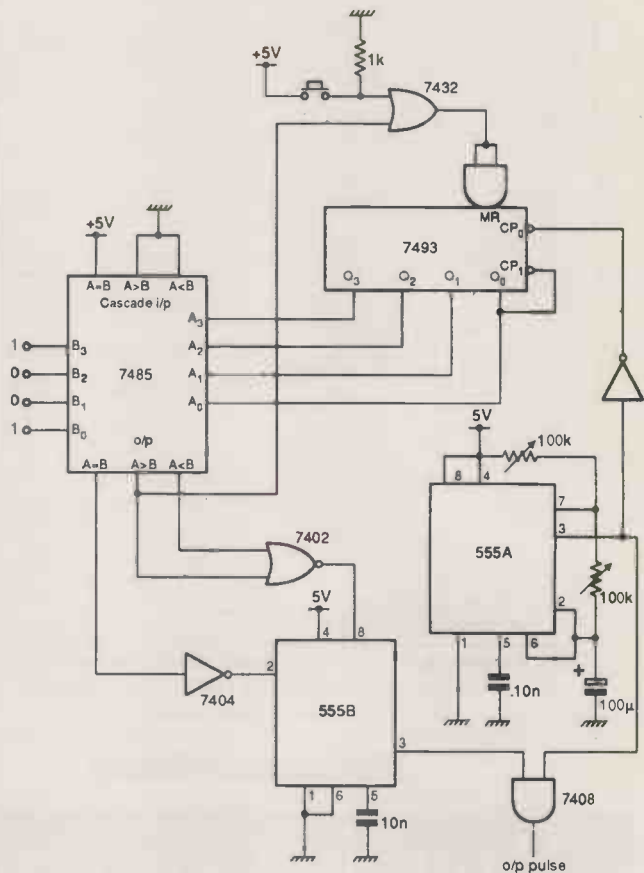 +5V
1k
7432
+5V
MR
7493
CP0
CP1
O3 O2 O1 O0
A=B A>B A<B
Cascade i/p
A3
A2
A1
A0
1 B3
0 B2
0 B1
1 B0
7485
o/p
A=B A>B A<B
5V
100k
8 4
7
3
555A
100k
2
6
1 5
+
.10n
100µ
7402
5V
4 8
7404
2
555B
3
1 6 5
10n
7408
o/p pulse